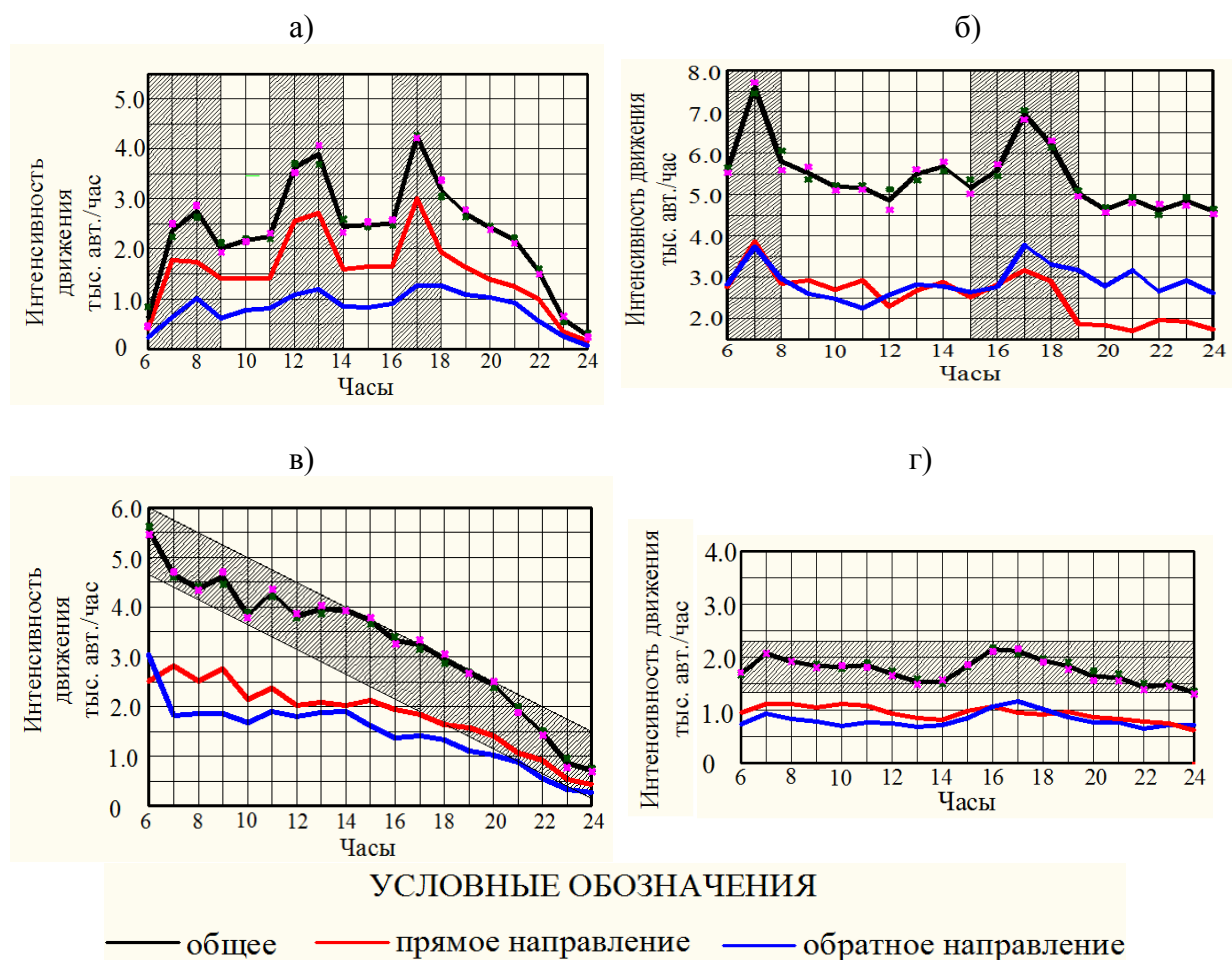 а)
Интенсивность
движения
тыс. авт./час
5.0
4.0
3.0
2.0
1.0
0
6 8 10 12 14 16 18 20 22 24
Часы
б)
Интенсивность движения
тыс. авт./час
8.0
7.0
6.0
5.0
4.0
3.0
2.0
6 8 10 12 14 16 18 20 22 24
Часы
в)
Интенсивность
движения
тыс. авт./час
6.0
5.0
4.0
3.0
2.0
1.0
0
6 8 10 12 14 16 18 20 22 24
Часы
г)
Интенсивность движения
тыс. авт./час
4.0
3.0
2.0
1.0
0
6 8 10 12 14 16 18 20 22 24
Часы
УСЛОВНЫЕ ОБОЗНАЧЕНИЯ
общее прямое направление обратное направление